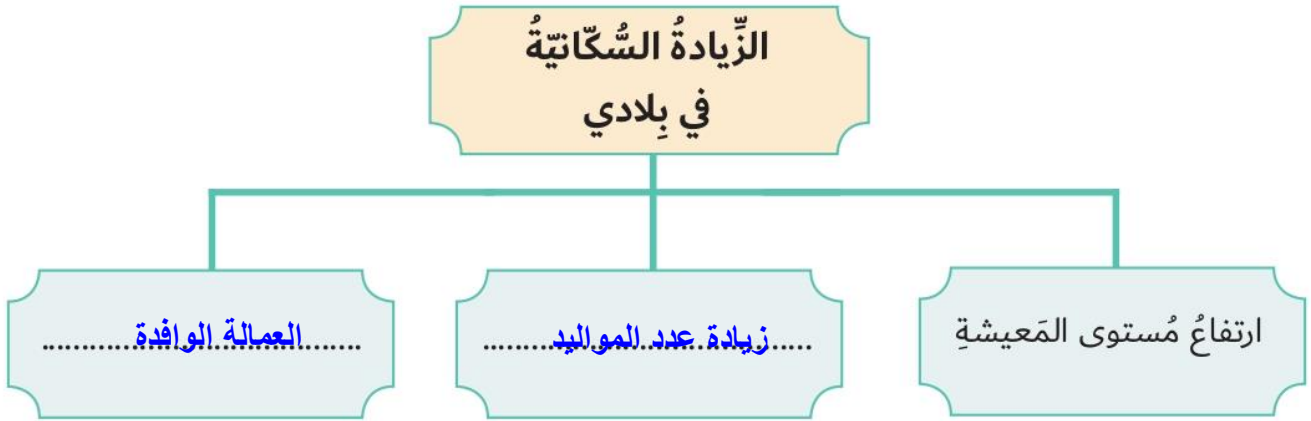 الزِّيادةُ السُّكّانيّةُ
في بِلادي
ارتفاعُ مُستوى المَعيشةِ
زيادة عدد المواليد
العمالة الوافدة